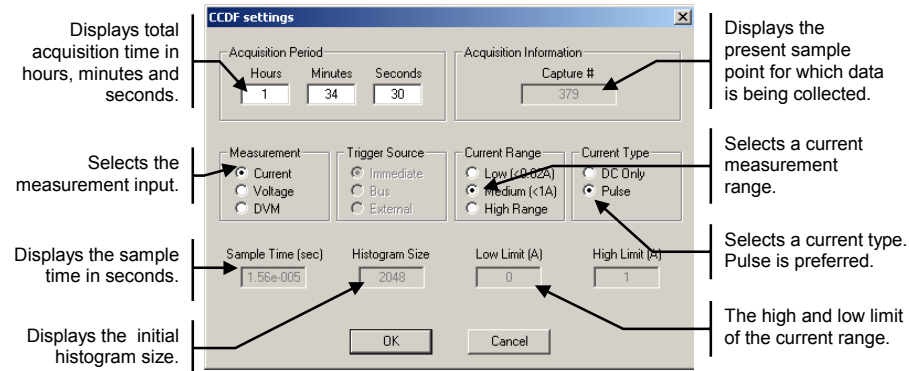 Displays total
acquisition time in
hours, minutes and
seconds.
Selects the
measurement input.
Displays the sample
time in seconds.
Displays the initial
histogram size.
CCDF settings
Acquisition Period
Hours Minutes Seconds
1 34 30
Acquisition Information
Capture #
379
Measurement
Current
Voltage
DVM
Trigger Source
Immediate
Bus
External
Current Range
Low (<0.02A)
Medium (<1A)
High Range
Current Type
DC Only
Pulse
Sample Time (sec) Histogram Size Low Limit (A) High Limit (A)
1.56e-005 2048 0 1
OK Cancel
Displays the
present sample
point for which data
is being collected.
Selects a current
measurement
range.
Selects a current type.
Pulse is preferred.
The high and low limit
of the current range.